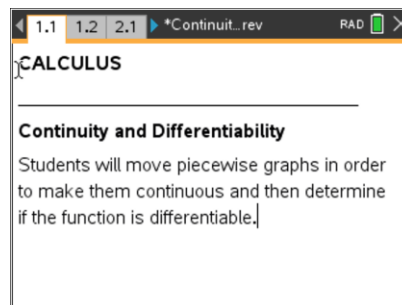 1.1 1.2 2.1 *Continuit...rev RAD
CALCULUS
Continuity and Differentiability
Students will move piecewise graphs in order
to make them continuous and then determine
if the function is differentiable.